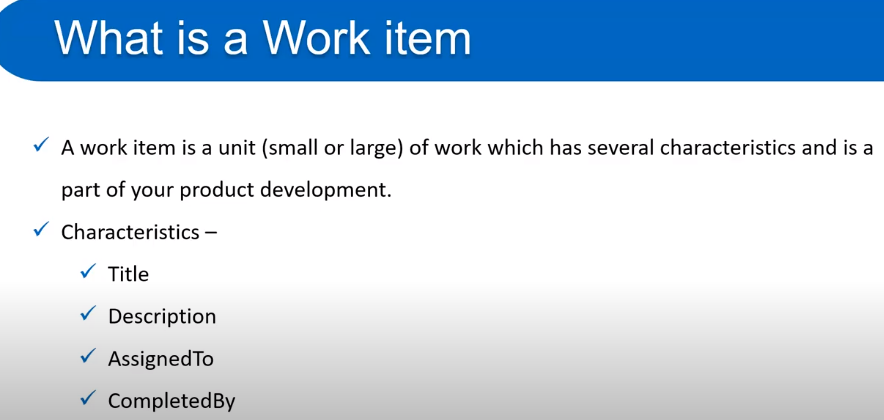 What is a Work item
A work item is a unit (small or large) of work which has several characteristics and is a
part of your product development.
Characteristics –
Title
Description
AssignedTo
CompletedBy